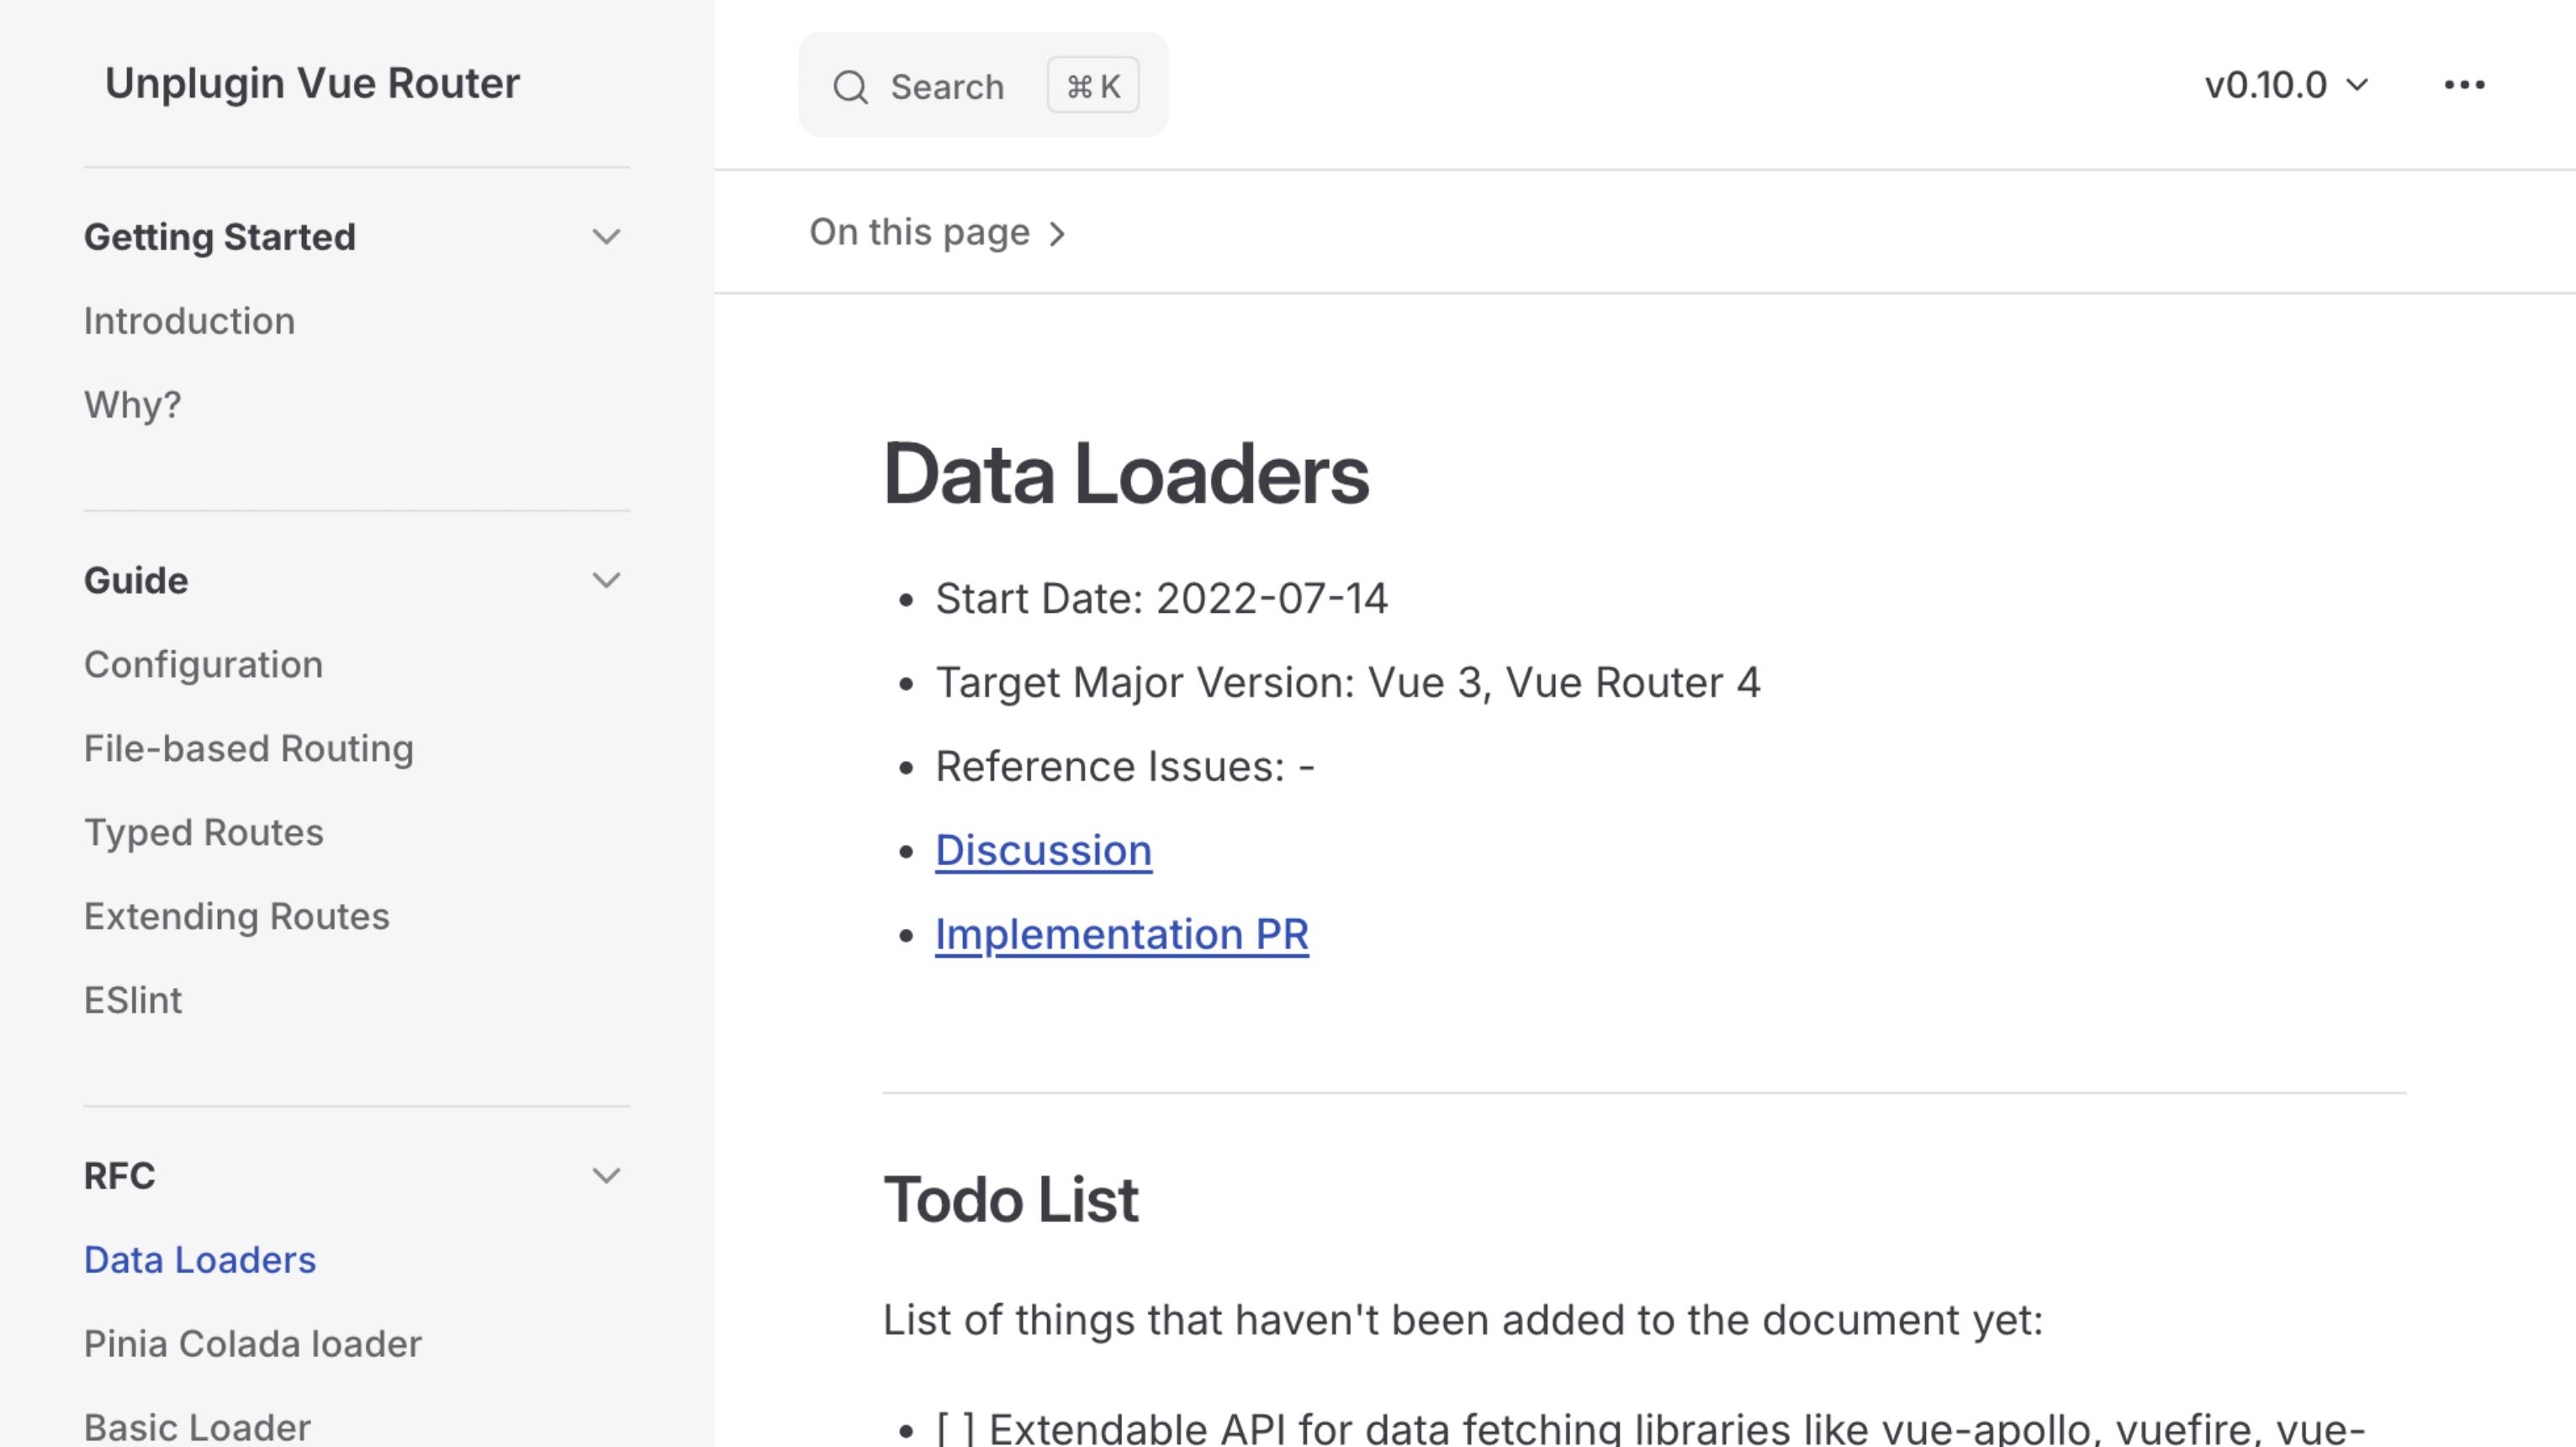 Unplugin Vue Router
Getting Started
Introduction
Why?
Guide
Configuration
File-based Routing
Typed Routes
Extending Routes
ESlint
RFC
Data Loaders
Pinia Colada loader
Basic Loader
Search ⌘ K
v0.10.0
On this page
Data Loaders
• Start Date: 2022-07-14
• Target Major Version: Vue 3, Vue Router 4
• Reference Issues: -
• Discussion
• Implementation PR
Todo List
List of things that haven't been added to the document yet:
• [ ] Extendable API for data fetching libraries like vue-apollo, vuefire, vue-